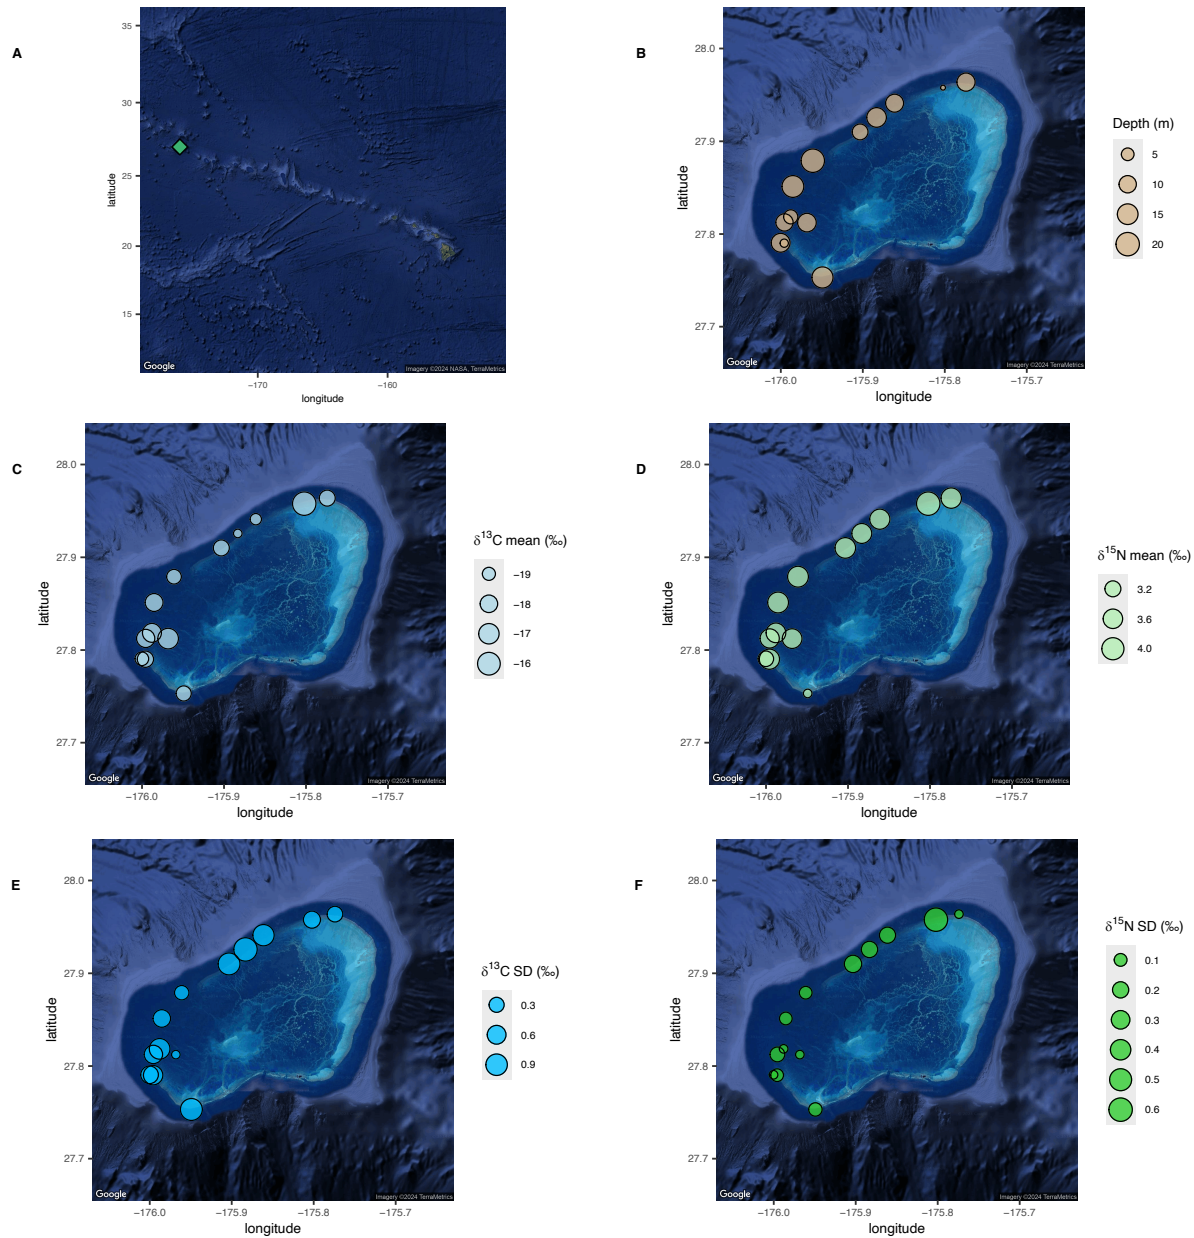 A
35
30
25
20
15
latitude
Google
Imagery ©2024 NASA, TerraMetrics
−170
−160
longitude
B
28.0
27.9
27.8
27.7
latitude
Google
Imagery ©2024 TerraMetrics
−176.0
−175.9
−175.8
−175.7
longitude
Depth (m)
5
10
15
20
C
28.0
27.9
27.8
27.7
latitude
Google
Imagery ©2024 TerraMetrics
−176.0
−175.9
−175.8
−175.7
longitude
δ¹³C mean (‰)
−19
−18
−17
−16
D
28.0
27.9
27.8
27.7
latitude
Google
Imagery ©2024 TerraMetrics
−176.0
−175.9
−175.8
−175.7
longitude
δ¹⁵N mean (‰)
3.2
3.6
4.0
E
28.0
27.9
27.8
27.7
latitude
Google
Imagery ©2024 TerraMetrics
−176.0
−175.9
−175.8
−175.7
longitude
δ¹³C SD (‰)
0.3
0.6
0.9
F
28.0
27.9
27.8
27.7
latitude
Google
Imagery ©2024 TerraMetrics
−176.0
−175.9
−175.8
−175.7
longitude
δ¹⁵N SD (‰)
0.1
0.2
0.3
0.4
0.5
0.6